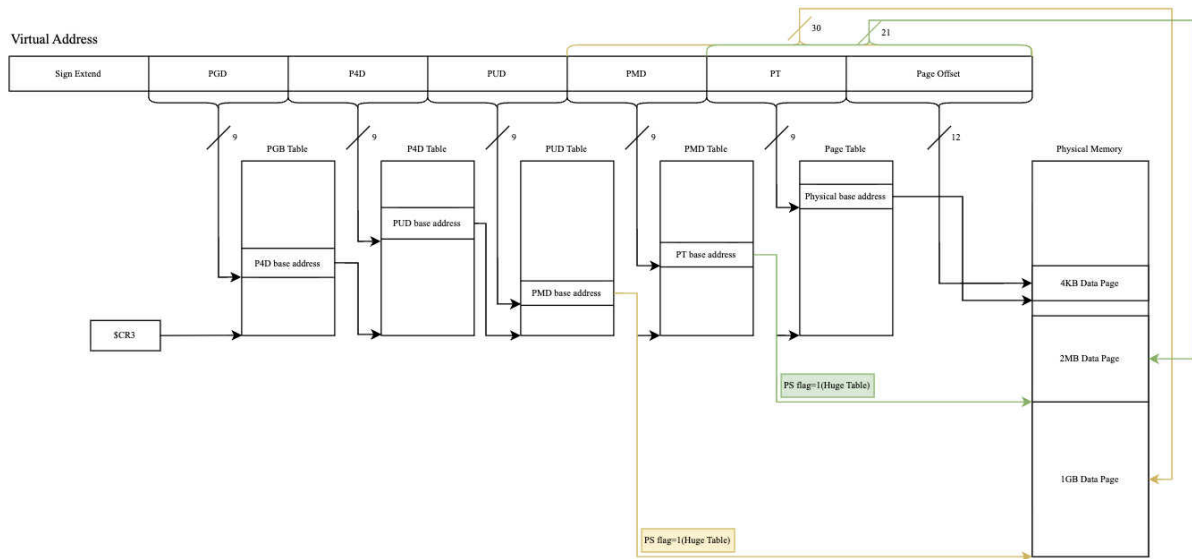 30
21
Virtual Address
Sign Extend
PGD
P4D
PUD
PMD
PT
Page Offset
9
9
9
9
9
12
PGB Table
P4D Table
PUD Table
PMD Table
Page Table
Physical Memory
Physical base address
PUD base address
PT base address
P4D base address
PMD base address
4KB Data Page
$CR3
2MB Data Page
PS flag=1(Huge Table)
1GB Data Page
PS flag=1(Huge Table)